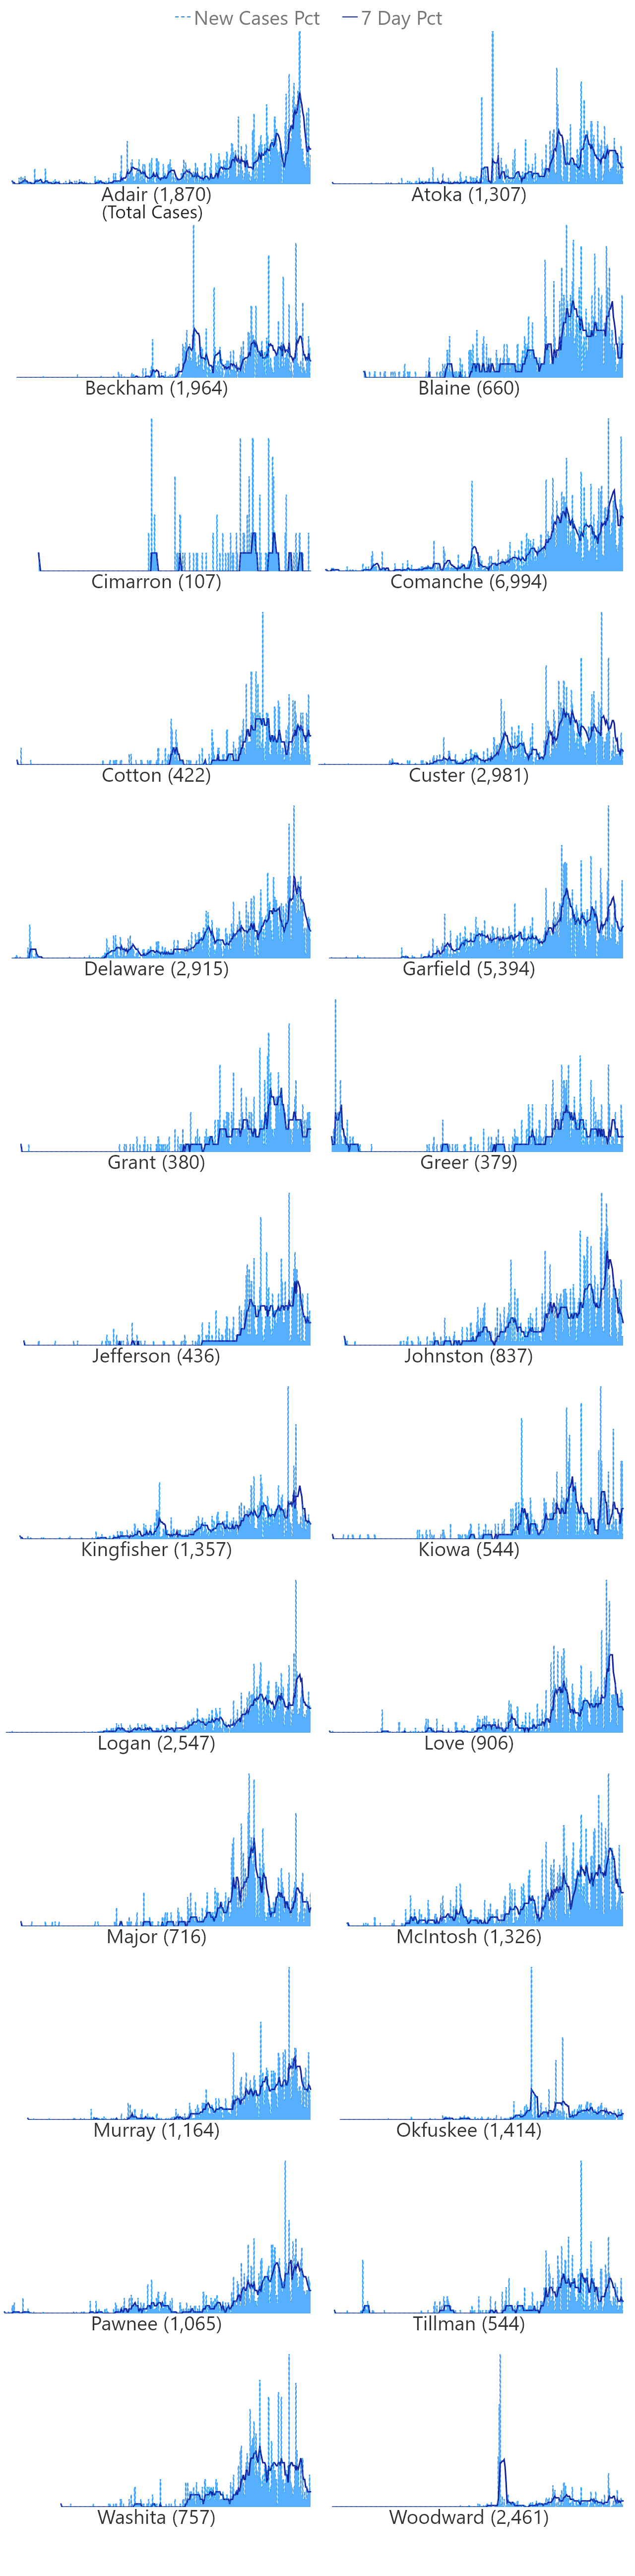 New Cases Pct 7 Day Pct
Adair (1,870)
(Total Cases)
Atoka (1,307)
Beckham (1,964)
Blaine (660)
Cimarron (107)
Comanche (6,994)
Cotton (422)
Custer (2,981)
Delaware (2,915)
Garfield (5,394)
Grant (380)
Greer (379)
Jefferson (436)
Johnston (837)
Kingfisher (1,357)
Kiowa (544)
Logan (2,547)
Love (906)
Major (716)
McIntosh (1,326)
Murray (1,164)
Okfuskee (1,414)
Pawnee (1,065)
Tillman (544)
Washita (757)
Woodward (2,461)